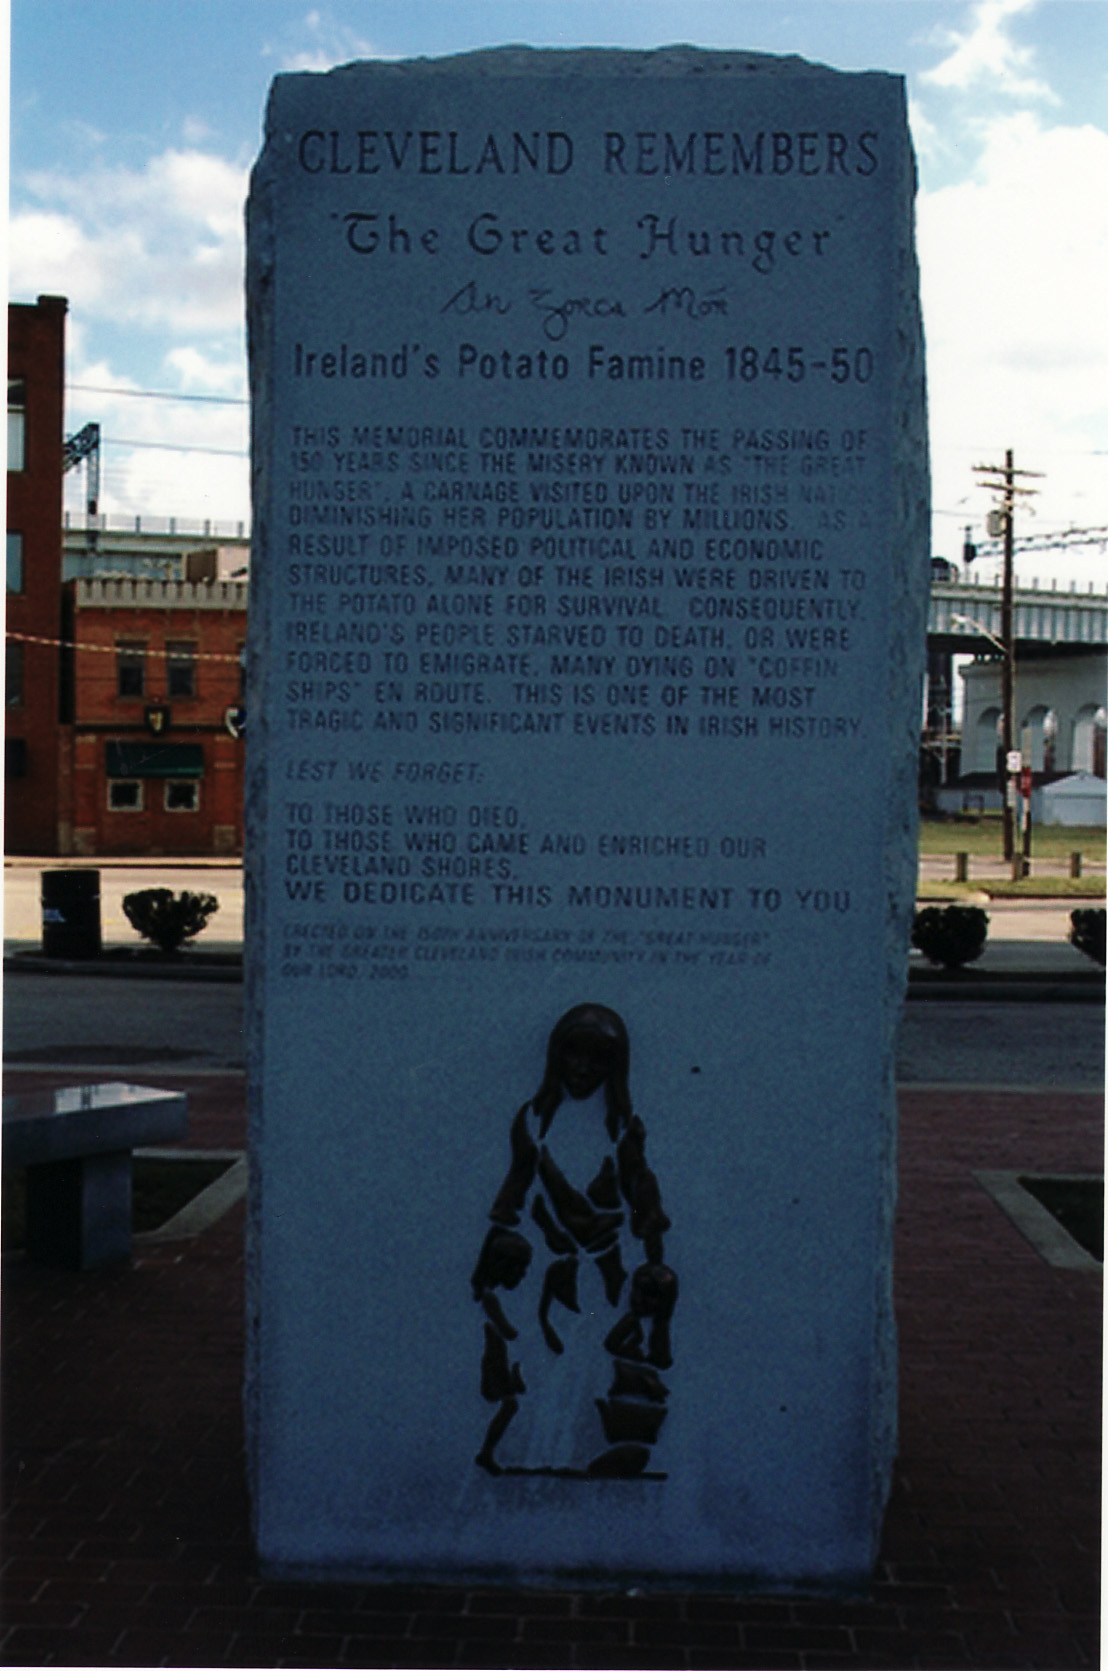 CLEVELAND REMEMBERS
"The Great Hunger"
An Gorta Mór
Ireland's Potato Famine 1845-50
THIS MEMORIAL COMMEMORATES THE PASSING OF
150 YEARS SINCE THE MISERY KNOWN AS "THE GREAT
HUNGER", A CARNAGE VISITED UPON THE IRISH
DIMINISHING HER POPULATION BY MILLIONS. AS A
RESULT OF IMPOSED POLITICAL AND ECONOMIC
STRUCTURES, MANY OF THE IRISH WERE DRIVEN TO
THE POTATO ALONE FOR SURVIVAL. CONSEQUENTLY,
IRELAND'S PEOPLE STARVED TO DEATH, OR WERE
FORCED TO EMIGRATE, MANY DYING ON "COFFIN
SHIPS" EN ROUTE. THIS IS ONE OF THE MOST
TRAGIC AND SIGNIFICANT EVENTS IN IRISH HISTORY.
LEST WE FORGET:
TO THOSE WHO DIED,
TO THOSE WHO CAME AND ENRICHED OUR
CLEVELAND SHORES,
WE DEDICATE THIS MONUMENT TO YOU
ERECTED ON THE 150TH ANNIVERSARY OF THE "GREAT HUNGER"
BY THE GREATER CLEVELAND IRISH COMMUNITY IN THE YEAR OF
OUR LORD, 2000.